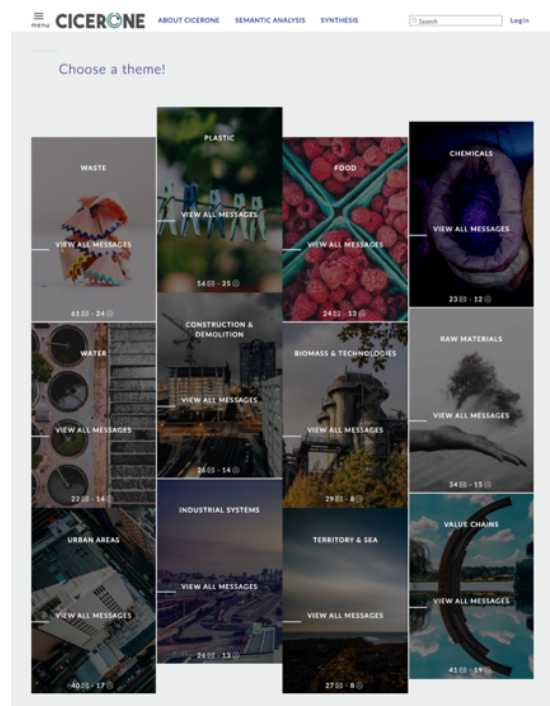 menu
CICERONE
ABOUT CICERONE
SEMANTIC ANALYSIS
SYNTHESIS
Search
Login
Choose a theme!
WASTE
VIEW ALL MESSAGES
61 - 24
PLASTIC
VIEW ALL MESSAGES
56 - 25
FOOD
VIEW ALL MESSAGES
24 - 13
CHEMICALS
VIEW ALL MESSAGES
23 - 12
WATER
VIEW ALL MESSAGES
22 - 14
CONSTRUCTION &
DEMOLITION
VIEW ALL MESSAGES
26 - 14
BIOMASS & TECHNOLOGIES
VIEW ALL MESSAGES
29 - 8
RAW MATERIALS
VIEW ALL MESSAGES
34 - 15
URBAN AREAS
VIEW ALL MESSAGES
40 - 17
INDUSTRIAL SYSTEMS
VIEW ALL MESSAGES
26 - 13
TERRITORY & SEA
VIEW ALL MESSAGES
27 - 8
VALUE CHAINS
VIEW ALL MESSAGES
41 - 19